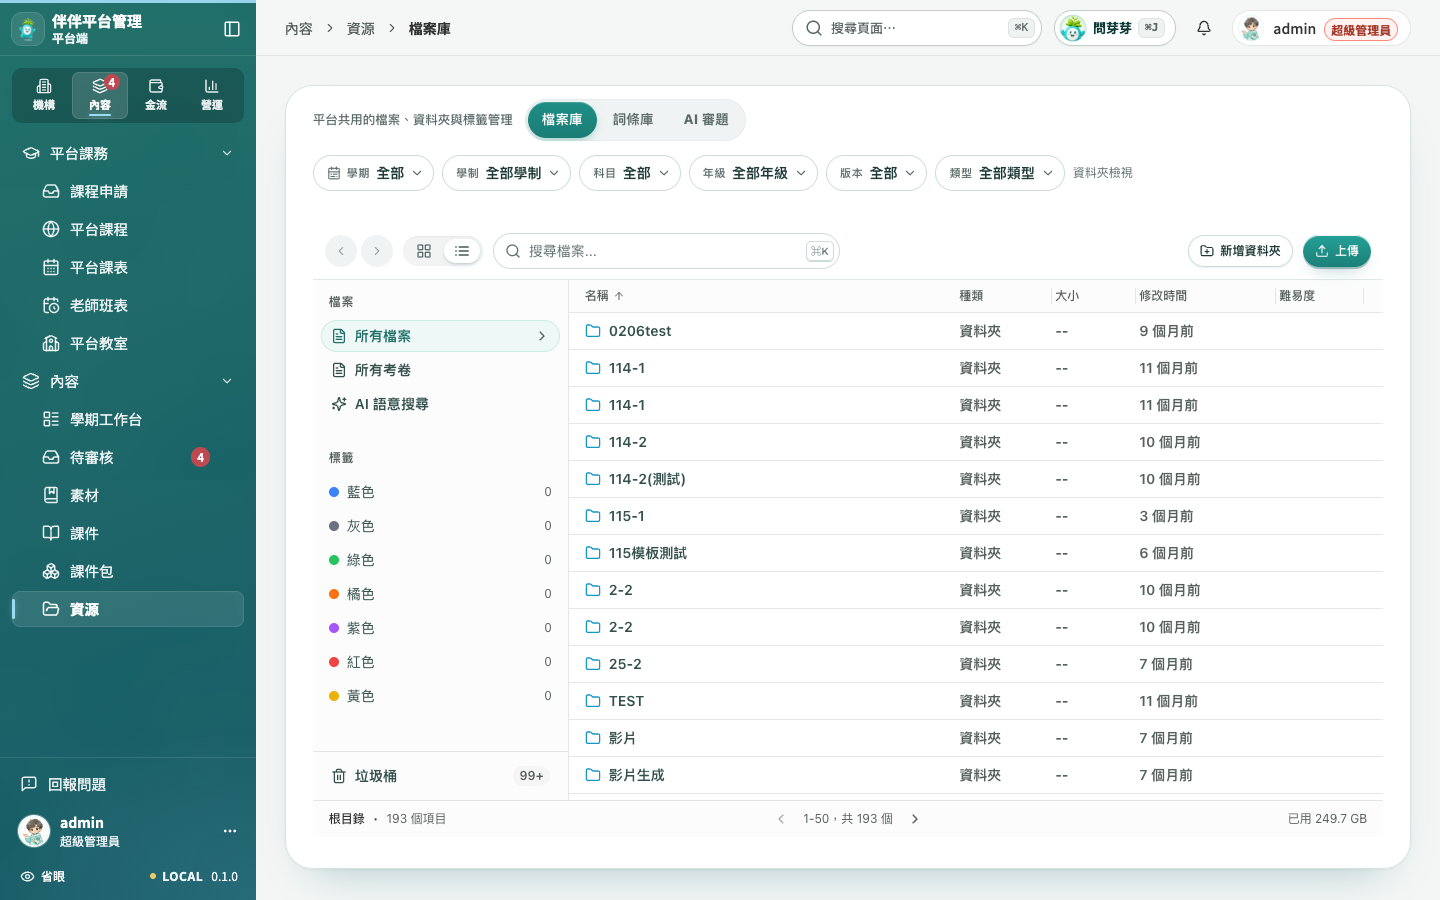 伴伴平台管理
平台端
機構
內容
4
金流
營運
平台課務
課程申請
平台課程
平台課表
老師班表
平台教室
內容
學期工作台
待審核
4
素材
課件
課件包
資源
回報問題
admin
超級管理員
省眼
LOCAL 0.1.0
內容 > 資源 > 檔案庫
搜尋頁面… ⌘K
問芽芽 ⌘J
admin 超級管理員
平台共用的檔案、資料夾與標籤管理
檔案庫 詞條庫 AI 審題
學期 全部
學制 全部學制
科目 全部
年級 全部年級
版本 全部
類型 全部類型
資料夾檢視
搜尋檔案... ⌘K
新增資料夾
上傳
檔案
所有檔案
所有考卷
AI 語意搜尋
標籤
藍色 0
灰色 0
綠色 0
橘色 0
紫色 0
紅色 0
黃色 0
垃圾桶 99+
名稱 ↑ 種類 大小 修改時間 難易度
0206test 資料夾 -- 9 個月前
114-1 資料夾 -- 11 個月前
114-1 資料夾 -- 11 個月前
114-2 資料夾 -- 10 個月前
114-2(測試) 資料夾 -- 10 個月前
115-1 資料夾 -- 3 個月前
115模板測試 資料夾 -- 6 個月前
2-2 資料夾 -- 10 個月前
2-2 資料夾 -- 10 個月前
25-2 資料夾 -- 7 個月前
TEST 資料夾 -- 11 個月前
影片 資料夾 -- 7 個月前
影片生成 資料夾 -- 7 個月前
根目錄 • 193 個項目
1-50，共 193 個
已用 249.7 GB